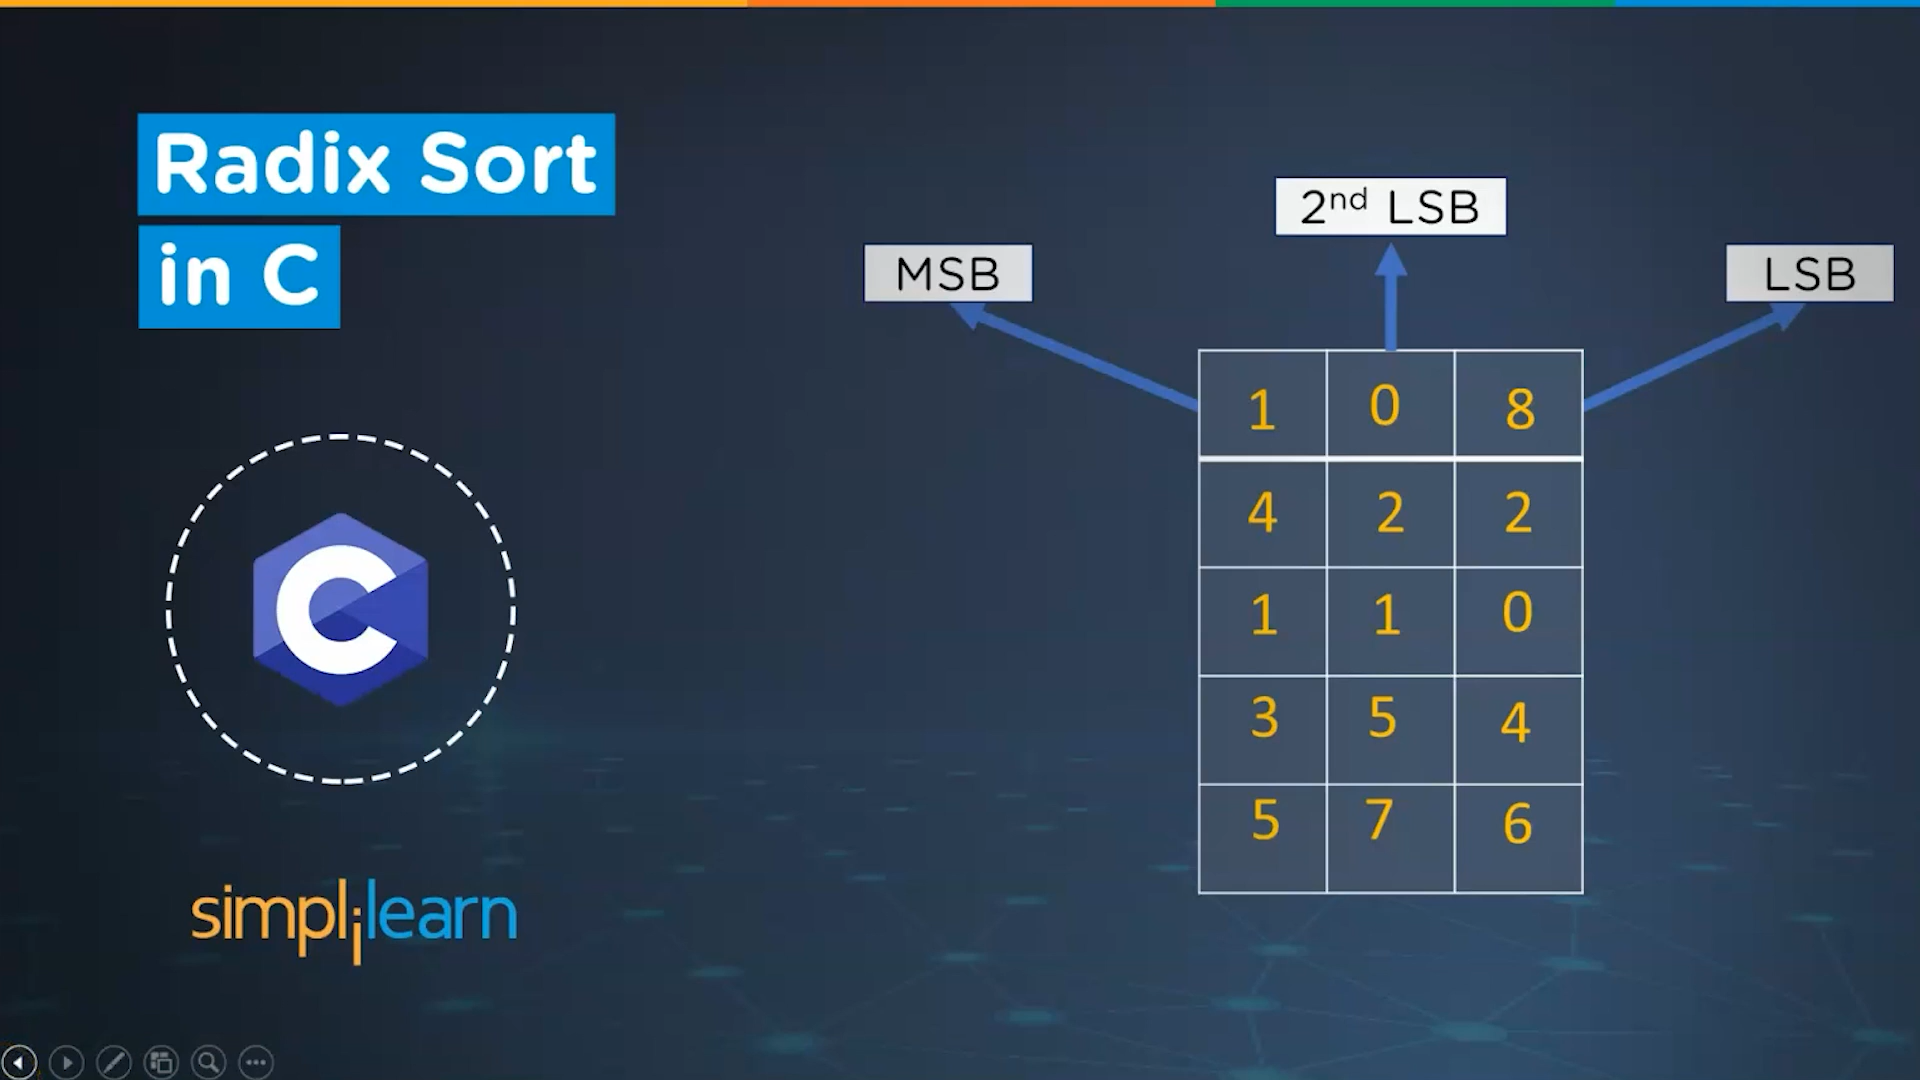 Radix Sort
in C
simplilearn
2nd LSB
MSB
LSB
1 0 8
4 2 2
1 1 0
3 5 4
5 7 6